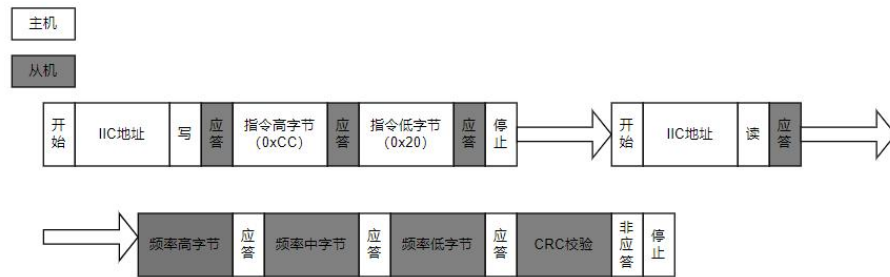 主机
从机
开始 IIC地址 写 应答 指令高字节（0xCC） 应答 指令低字节（0x20） 应答 停止 开始 IIC地址 读 应答
频率高字节 应答 频率中字节 应答 频率低字节 应答 CRC校验 非应答 停止